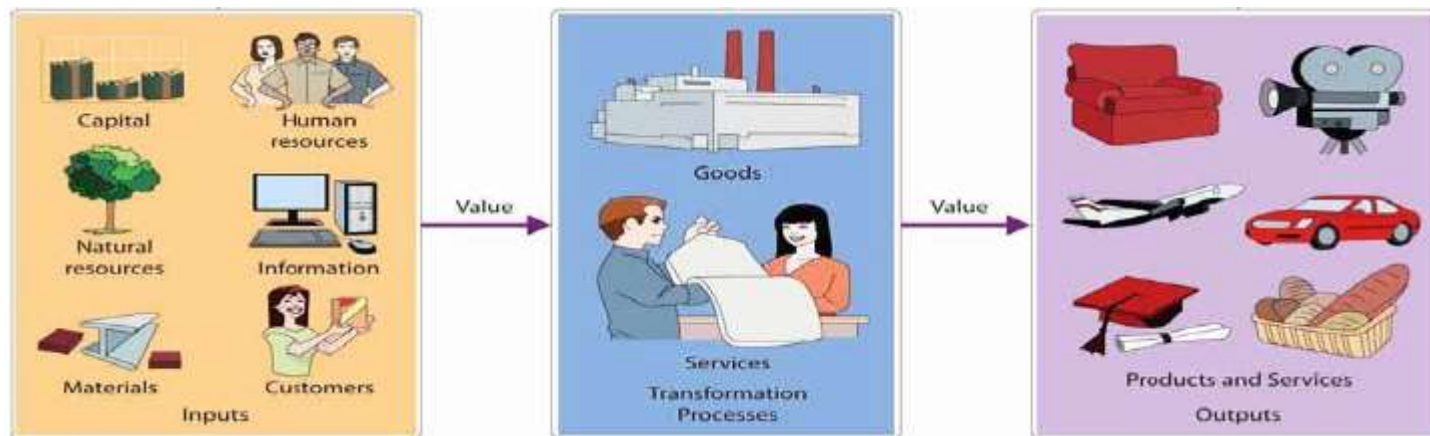 Capital
Human
resources
Natural
resources
Information
Materials
Customers
Inputs
Value
Goods
Services
Transformation
Processes
Value
Products and Services
Outputs